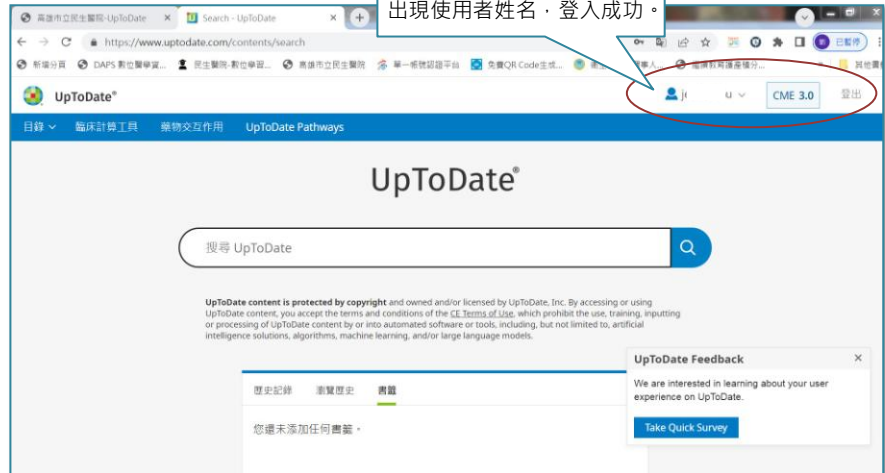 出現使用者姓名，登入成功。
高雄市立民生醫院-UpToDate
Search - UpToDate
https://www.uptodate.com/contents/search
已暫停
新增分頁
民生醫院-數位學習...
高雄市立民生醫院
單一帳號認證平台
免費QR Code生成...
UpToDate®
CME 3.0
登出
目錄
臨床計算工具
藥物交互作用
UpToDate Pathways
UpToDate®
搜尋 UpToDate
UpToDate content is protected by copyright and owned and/or licensed by UpToDate, Inc. By accessing or using
UpToDate content, you accept the terms and conditions of the CE Terms of Use, which prohibit the use, training, inputting
or processing of UpToDate content by or into automated software or tools, including, but not limited to, artificial
intelligence solutions, algorithms, machine learning, and/or large language models.
UpToDate Feedback
We are interested in learning about your user
experience on UpToDate.
Take Quick Survey
歷史記錄
瀏覽歷史
書籤
您還未添加任何書籤。